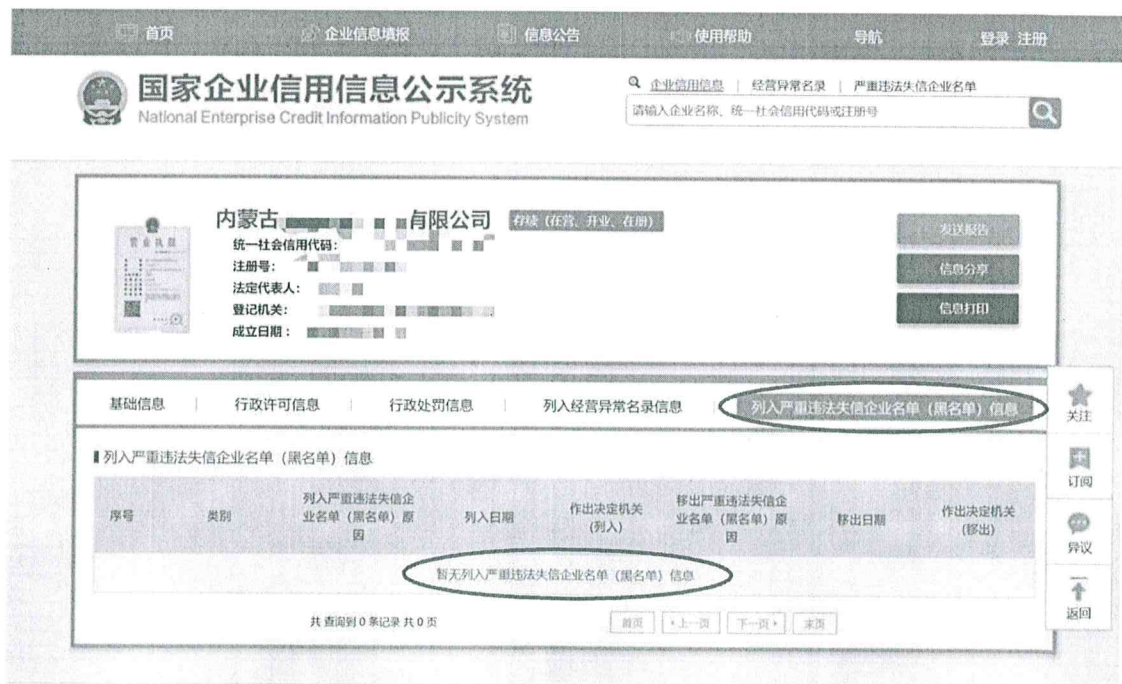 首页 企业信息填报 信息公告 使用帮助 导航 登录 注册
国家企业信用信息公示系统
National Enterprise Credit Information Publicity System
企业信用信息 | 经营异常名录 | 严重违法失信企业名单
请输入企业名称、统一社会信用代码或注册号
营业执照
内蒙古 有限公司 存续（在营、开业、在册）
统一社会信用代码：
注册号：
法定代表人：
登记机关：
成立日期：
发送报告
信息分享
信息打印
基础信息 | 行政许可信息 | 行政处罚信息 | 列入经营异常名录信息 | 列入严重违法失信企业名单（黑名单）信息
列入严重违法失信企业名单（黑名单）信息
序号 类别 列入严重违法失信企业名单（黑名单）原因 列入日期 作出决定机关(列入) 移出严重违法失信企业名单（黑名单）原因 移出日期 作出决定机关(移出)
暂无列入严重违法失信企业名单（黑名单）信息
共 查询到 0 条记录 共 0 页 首页 上一页 下一页 末页
关注
订阅
异议
返回